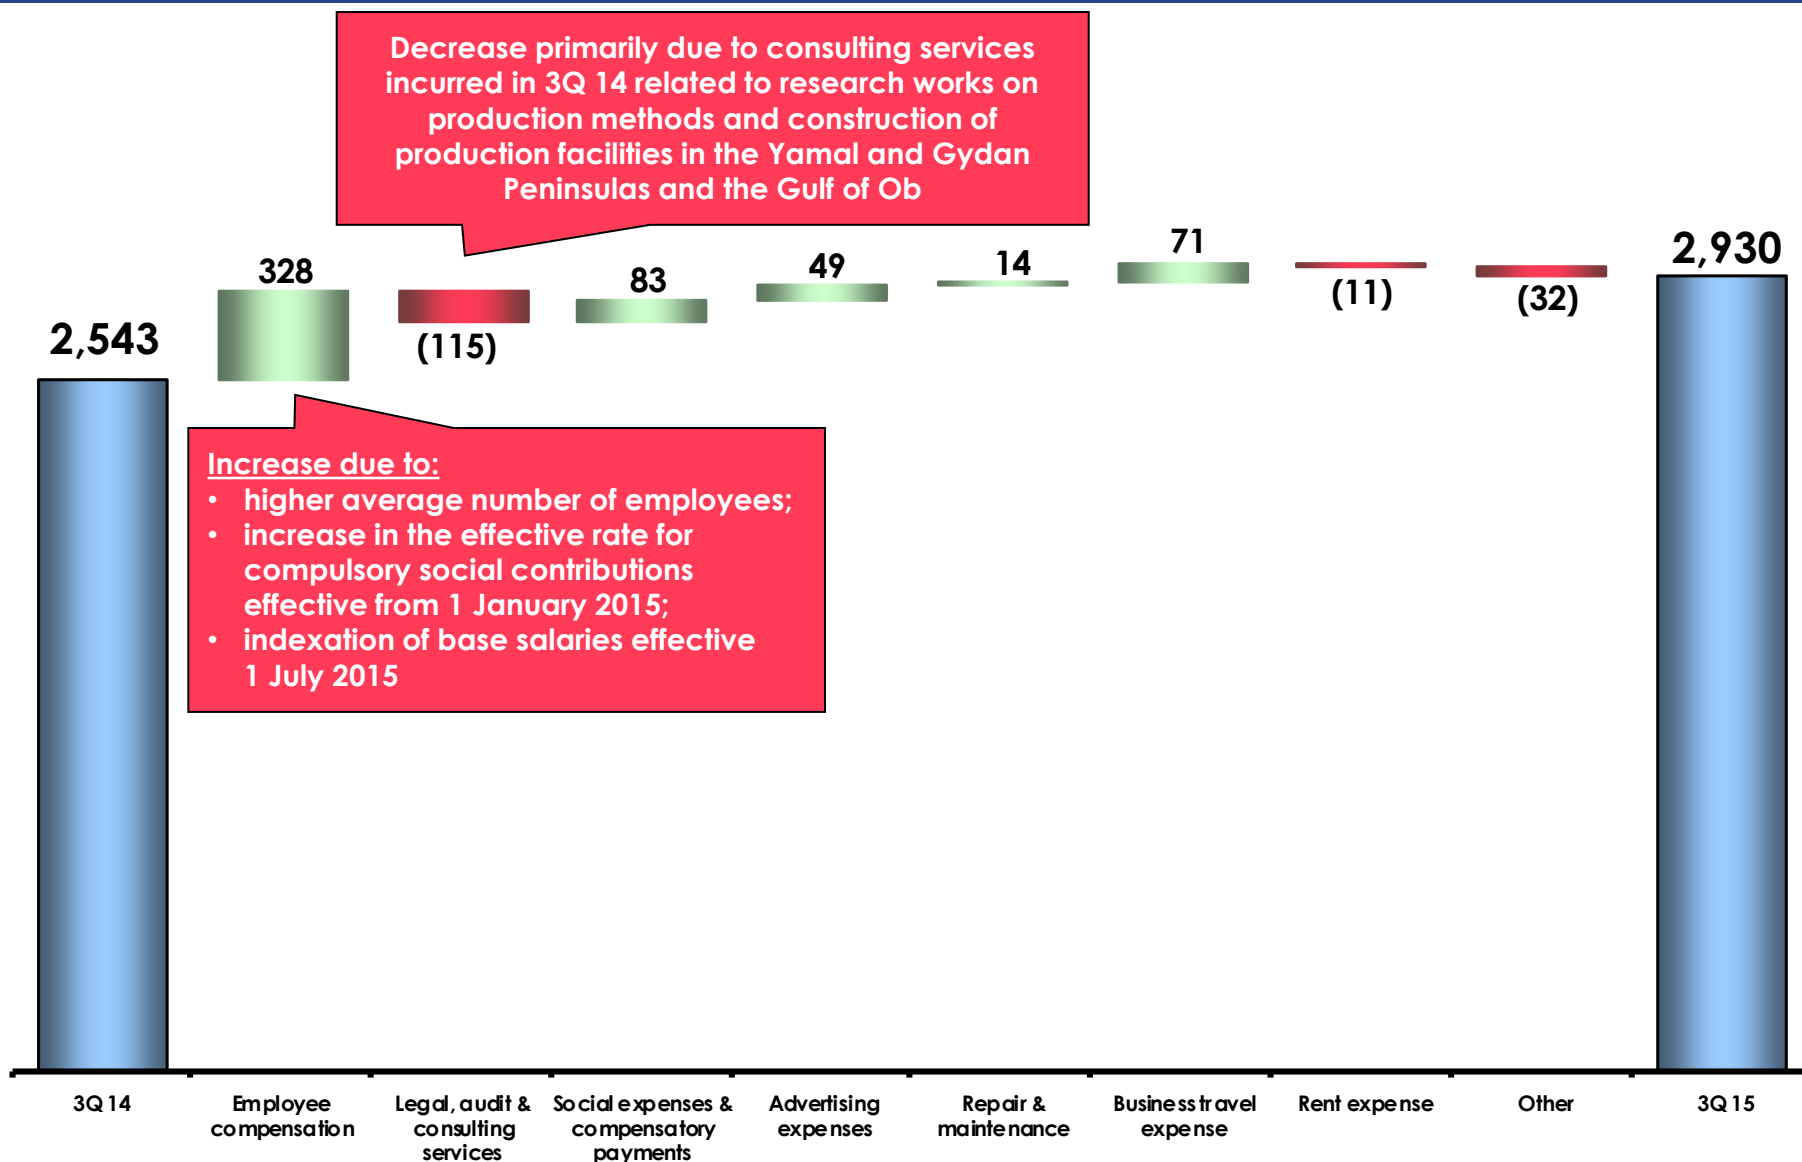 Decrease primarily due to consulting services
incurred in 3Q 14 related to research works on
production methods and construction of
production facilities in the Yamal and Gydan
Peninsulas and the Gulf of Ob
2,543
328
(115)
83
49
14
71
(11)
(32)
2,930
Increase due to:
• higher average number of employees;
• increase in the effective rate for
compulsory social contributions
effective from 1 January 2015;
• indexation of base salaries effective
1 July 2015
3Q 14
Employee
compensation
Legal, audit &
consulting
services
Social expenses &
compensatory
payments
Advertising
expenses
Repair &
maintenance
Business travel
expense
Rent expense
Other
3Q 15